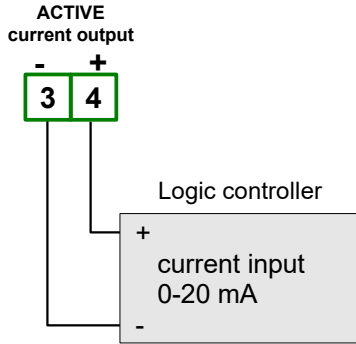 ACTIVE
current output
- +
3 4
Logic controller
+
current input
0-20 mA
-